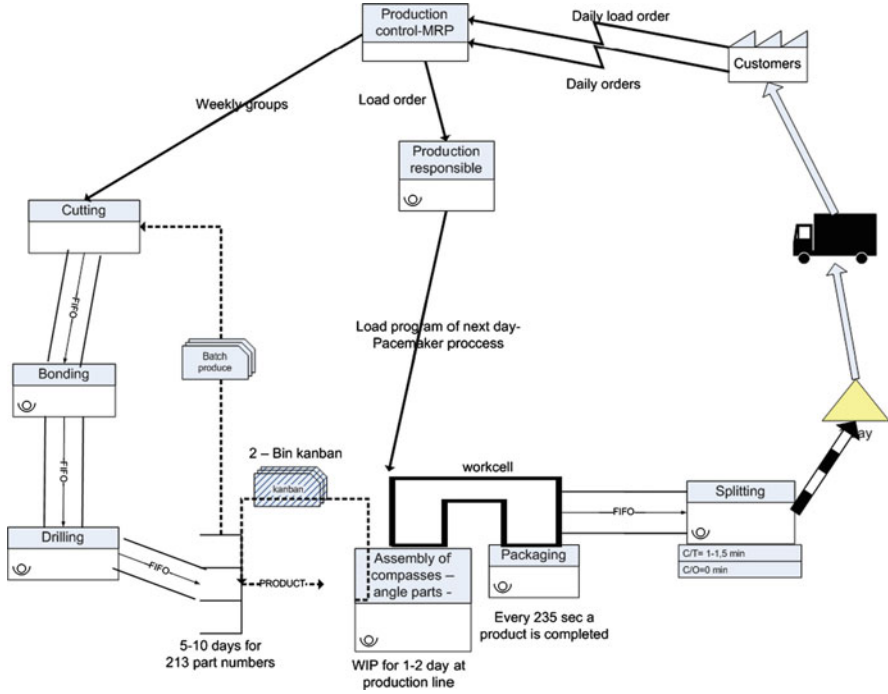 Production
control-MRP
Daily load order
Customers
Daily orders
Weekly groups
Load order
Production
responsible
Cutting
FIFO
Load program of next day-
Pacemaker proccess
Batch
produce
Bonding
FIFO
2 – Bin kanban
kanban
workcell
Splitting
FIFO
C/T= 1-1,5 min
C/O=0 min
Drilling
FIFO
PRODUCT
Assembly of
compasses –
angle parts -
Packaging
Every 235 sec a
product is completed
5-10 days for
213 part numbers
WIP for 1-2 day at
production line